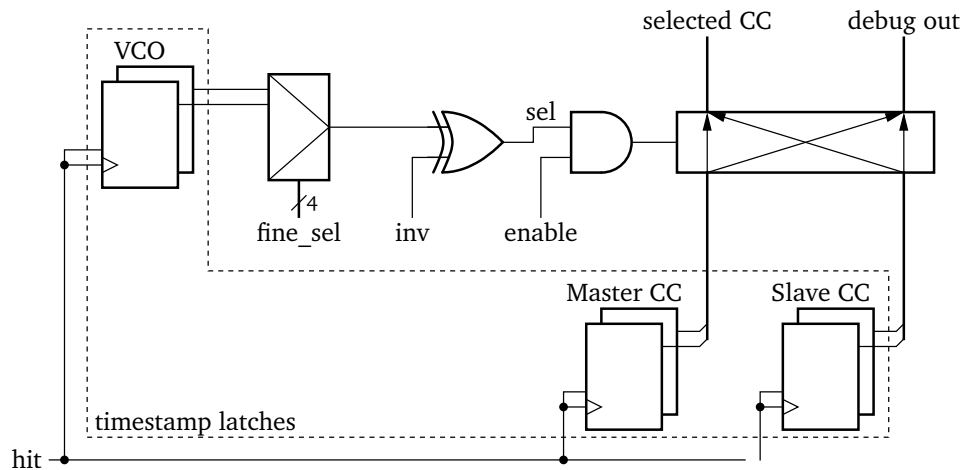 selected CC
debug out
VCO
sel
4
fine_sel
inv
enable
Master CC
Slave CC
timestamp latches
hit